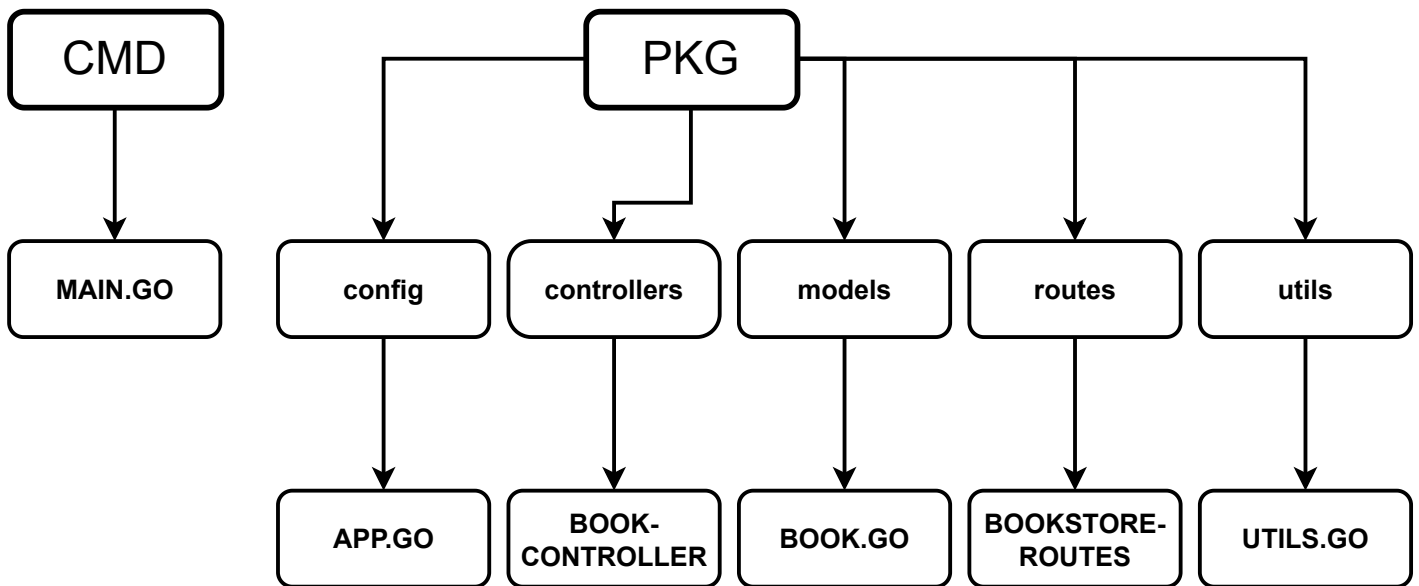 CMD
PKG
MAIN.GO
config
controllers
models
routes
utils
APP.GO
BOOK-
CONTROLLER
BOOK.GO
BOOKSTORE-
ROUTES
UTILS.GO